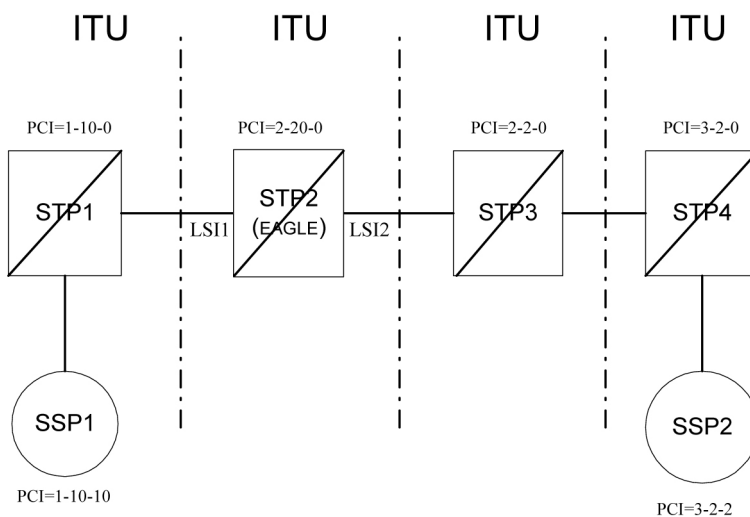 ITU ITU ITU ITU
PCI=1-10-0 PCI=2-20-0 PCI=2-2-0 PCI=3-2-0
STP1 STP2 STP3 STP4
(EAGLE)
LSI1 LSI2
SSP1 SSP2
PCI=1-10-10 PCI=3-2-2